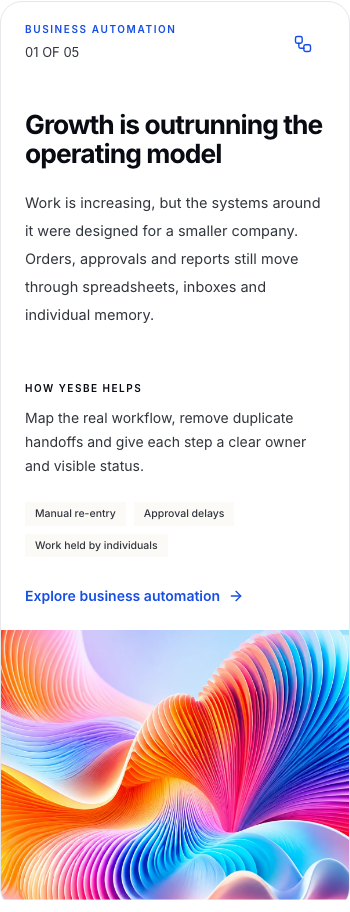 BUSINESS AUTOMATION
01 OF 05
Growth is outrunning the
operating model
Work is increasing, but the systems around
it were designed for a smaller company.
Orders, approvals and reports still move
through spreadsheets, inboxes and
individual memory.
HOW YESBE HELPS
Map the real workflow, remove duplicate
handoffs and give each step a clear owner
and visible status.
Manual re-entry
Approval delays
Work held by individuals
Explore business automation →